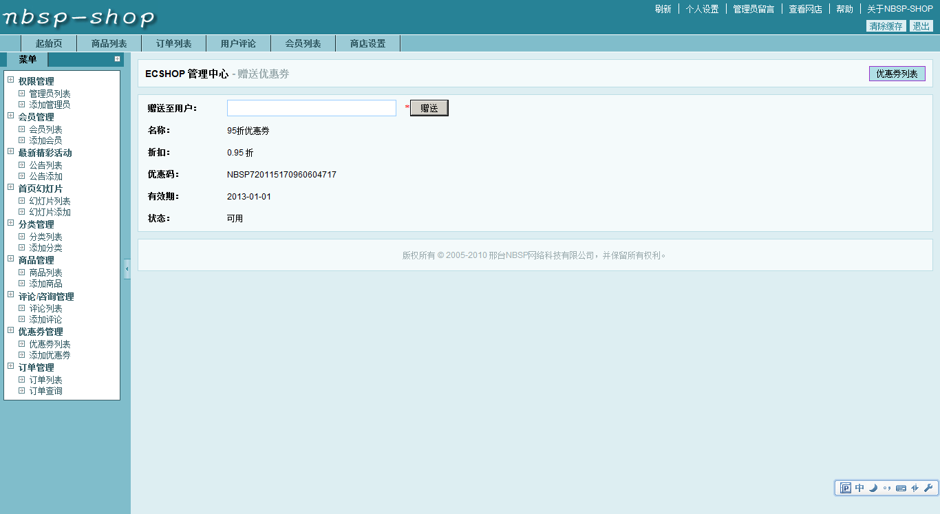 nbsp-shop
刷新 个人设置 管理员留言 查看网店 帮助 关于NBSP-SHOP
清除缓存 退出
起始页 商品列表 订单列表 用户评论 会员列表 商店设置
菜单
权限管理
管理员列表
添加管理员
会员管理
会员列表
添加会员
最新精彩活动
公告列表
公告添加
首页幻灯片
幻灯片列表
幻灯片添加
分类管理
分类列表
添加分类
商品管理
商品列表
添加商品
评论/咨询管理
评论列表
添加评论
优惠券管理
优惠券列表
添加优惠券
订单管理
订单列表
订单查询
ECSHOP 管理中心 - 赠送优惠券
优惠券列表
赠送至用户: * 赠送
名称: 95折优惠券
折扣: 0.95 折
优惠码: NBSP720115170960604717
有效期: 2013-01-01
状态: 可用
版权所有 © 2005-2010 邢台NBSP网络科技有限公司,并保留所有权利。
中